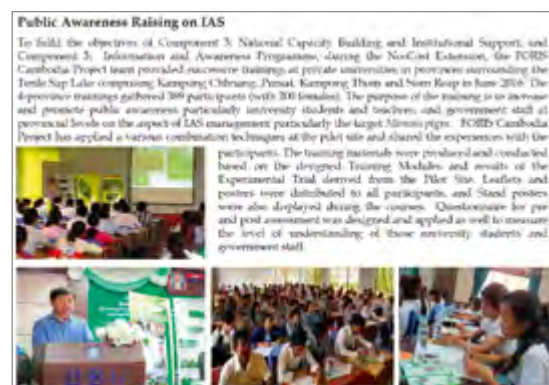 Public Awareness Raising on IAS
To fulfil the objectives of Component 3: National Capacity Building and Institutional Support, and
Component 5: Information and Awareness Programme, during the No-Cost Extension, the FORIS
Cambodia Project team provided successive trainings at private universities in provinces surrounding the
Tonle Sap Lake comprising Kampong Chhnang, Pursat, Kampong Thom and Siem Reap in June 2016. The
4-province trainings gathered participants (with females). The purpose of the training is to increase
and promote public awareness particularly university students and teachers and government staff at
provincial levels on the aspect of IAS management particularly the target Mimosa pigra. FORIS Cambodia
Project has applied a various combination techniques at the pilot site and shared the experiences with the
participants. The training materials were produced and conducted
based on the designed Training Modules and results of the
Experimental Trial derived from the Pilot Site. Leaflets and
posters were distributed to all participants, and Stand posters
were also displayed during the courses. Questionnaire for pre
and post assessment was designed and applied as well to measure
the level of understanding of those university students and
government staff.